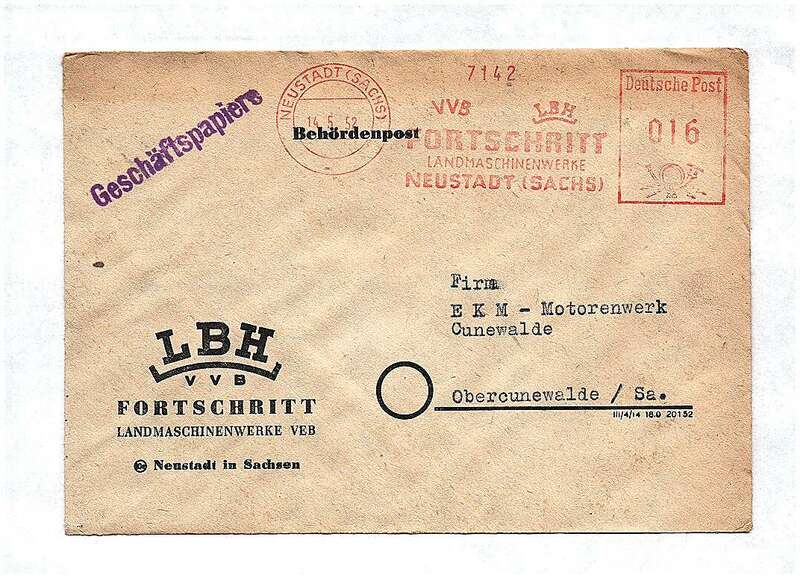 Geschäftspapiere
NEUSTADT (SACHS)
14.5.52
Behördenpost
7142
VVB LBH
FORTSCHRITT
LANDMASCHINENWERKE
NEUSTADT (SACHS)
Deutsche Post
016
Firma
E K M - Motorenwerk
Cunewalde
Obercunewalde / Sa.
III/4/14 18.0 20152
LBH
VVB
FORTSCHRITT
LANDMASCHINENWERKE VEB
Neustadt in Sachsen